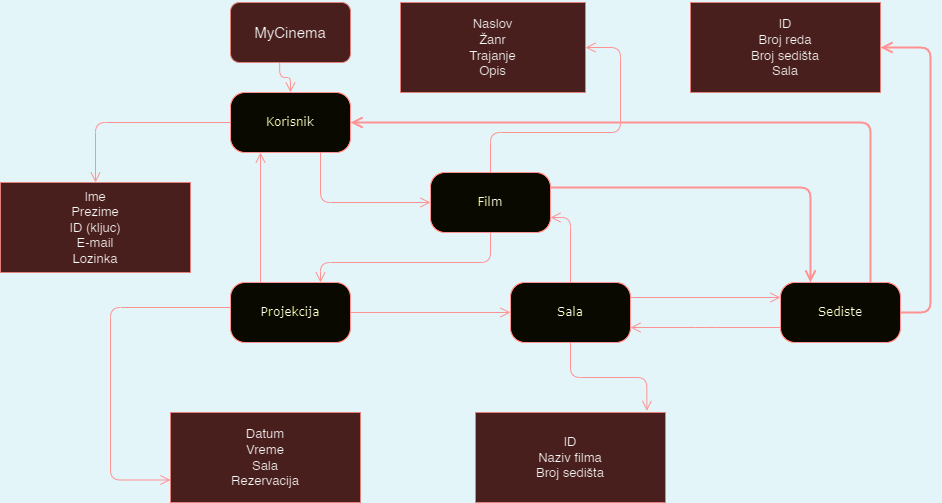 MyCinema
Naslov
Žanr
Trajanje
Opis
ID
Broj reda
Broj sedišta
Sala
Korisnik
Ime
Prezime
ID (kljuc)
E-mail
Lozinka
Film
Projekcija
Sala
Sediste
Datum
Vreme
Sala
Rezervacija
ID
Naziv filma
Broj sedišta